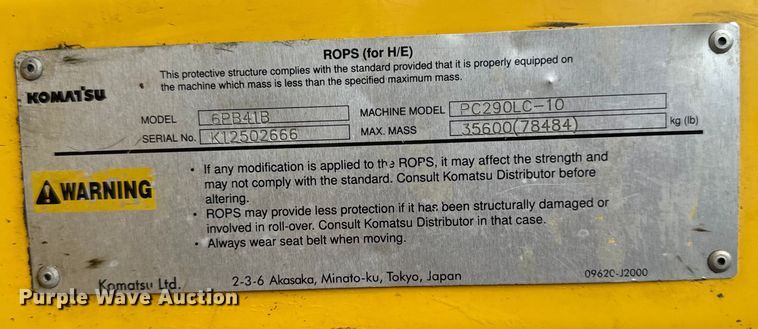 ROPS (for H/E)
This protective structure complies with the standard provided that it is properly equipped on
the machine which mass is less than the specified maximum mass.
KOMATSU
MODEL 6PB41B MACHINE MODEL PC290LC-10
SERIAL No. K12502666 MAX. MASS 35600(78484) kg (lb)
WARNING
• If any modification is applied to the ROPS, it may affect the strength and
may not comply with the standard. Consult Komatsu Distributor before
altering.
• ROPS may provide less protection if it has been structurally damaged or
involved in roll-over. Consult Komatsu Distributor in that case.
• Always wear seat belt when moving.
Komatsu Ltd. 2-3-6 Akasaka, Minato-ku, Tokyo, Japan 09620-J2000
Purple Wave Auction